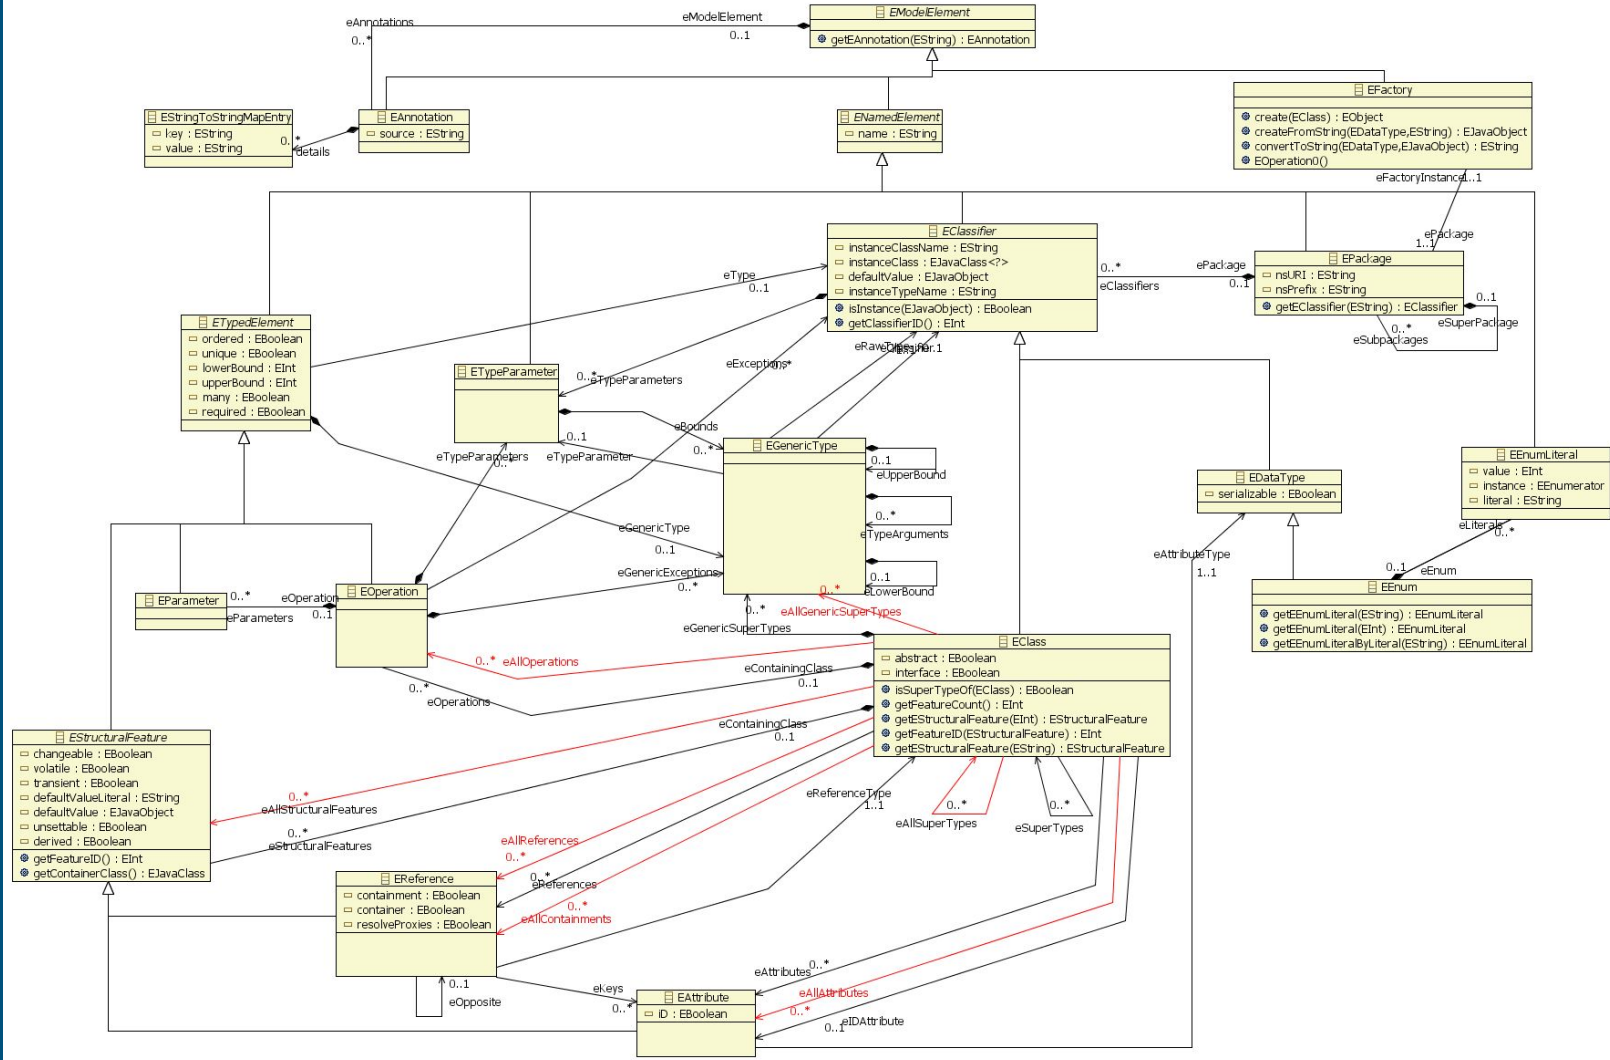 EModelElement
getEAnnotation(EString) : EAnnotation
eAnnotations
0..*
eModelElement
0..1
EFactory
create(EClass) : EObject
createFromString(EDataType,EString) : EJavaObject
convertToString(EDataType,EJavaObject) : EString
EOperation0()
EStringToStringMapEntry
key : EString
value : EString
0..*
details
EAnnotation
source : EString
ENamedElement
name : EString
eFactoryInstance
1..1
ePackage
1..1
EClassifier
instanceClassName : EString
instanceClass : EJavaClass<?>
defaultValue : EJavaObject
instanceTypeName : EString
isInstance(EJavaObject) : EBoolean
getClassifierID() : EInt
0..*
eClassifiers
ePackage
0..1
EPackage
nsURI : EString
nsPrefix : EString
getEClassifier(EString) : EClassifier
0..1
eSuperPackage
0..*
eSubpackages
eType
0..1
ETypedElement
ordered : EBoolean
unique : EBoolean
lowerBound : EInt
upperBound : EInt
many : EBoolean
required : EBoolean
ETypeParameter
0..*
eTypeParameters
eExceptions
0..*
eRawType
eBounds
0..*
0..1
eTypeParameter
eTypeParameters
0..*
EGenericType
0..1
eUpperBound
0..*
eTypeArguments
0..1
eLowerBound
EDataType
serializable : EBoolean
EEnumLiteral
value : EInt
instance : EEnumerator
literal : EString
eLiterals
0..*
0..1
eEnum
EEnum
getEEnumLiteral(EString) : EEnumLiteral
getEEnumLiteral(EInt) : EEnumLiteral
getEEnumLiteralByLiteral(EString) : EEnumLiteral
eAttributeType
1..1
eGenericType
0..1
eGenericExceptions
0..*
EParameter
0..*
eParameters
eOperation
0..1
EOperation
0..*
eGenericSuperTypes
0..*
eAllGenericSuperTypes
0..*
eAllOperations
0..*
eOperations
eContainingClass
0..1
EClass
abstract : EBoolean
interface : EBoolean
isSuperTypeOf(EClass) : EBoolean
getFeatureCount() : EInt
getEStructuralFeature(EInt) : EStructuralFeature
getFeatureID(EStructuralFeature) : EInt
getEStructuralFeature(EString) : EStructuralFeature
eContainingClass
0..1
EStructuralFeature
changeable : EBoolean
volatile : EBoolean
transient : EBoolean
defaultValueLiteral : EString
defaultValue : EJavaObject
unsettable : EBoolean
derived : EBoolean
getFeatureID() : EInt
getContainerClass() : EJavaClass
0..*
eAllStructuralFeatures
0..*
eStructuralFeatures
eReferenceType
1..1
0..*
eAllSuperTypes
0..*
eSuperTypes
eAllReferences
0..*
0..*
eReferences
0..*
eAllContainments
EReference
containment : EBoolean
container : EBoolean
resolveProxies : EBoolean
0..1
eOpposite
eKeys
0..*
EAttribute
iD : EBoolean
eAttributes
0..*
eAllAttributes
0..*
0..1
eIDAttribute